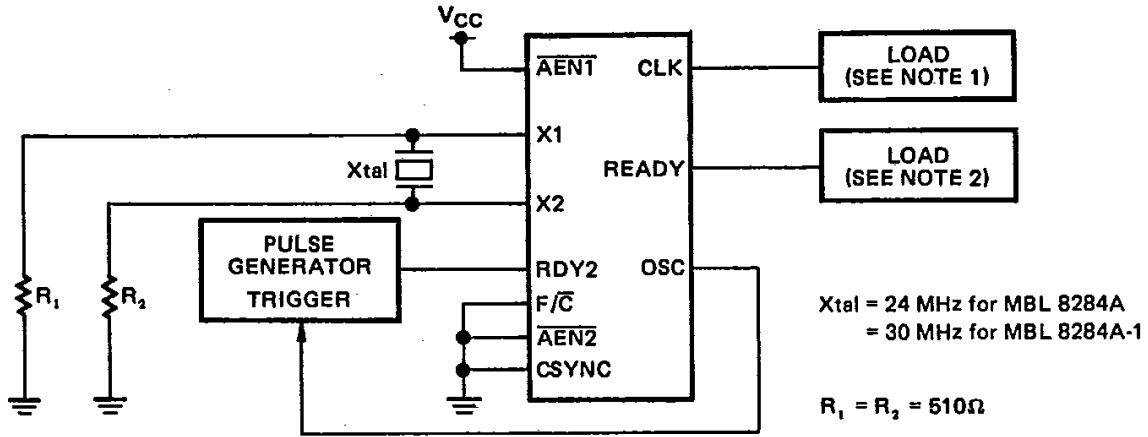 VCC
AEN1
CLK
LOAD
(SEE NOTE 1)
X1
Xtal
READY
LOAD
(SEE NOTE 2)
X2
PULSE
GENERATOR
TRIGGER
RDY2
OSC
R1
R2
F/C
AEN2
CSYNC
Xtal = 24 MHz for MBL 8284A
= 30 MHz for MBL 8284A-1
R1 = R2 = 510Ω